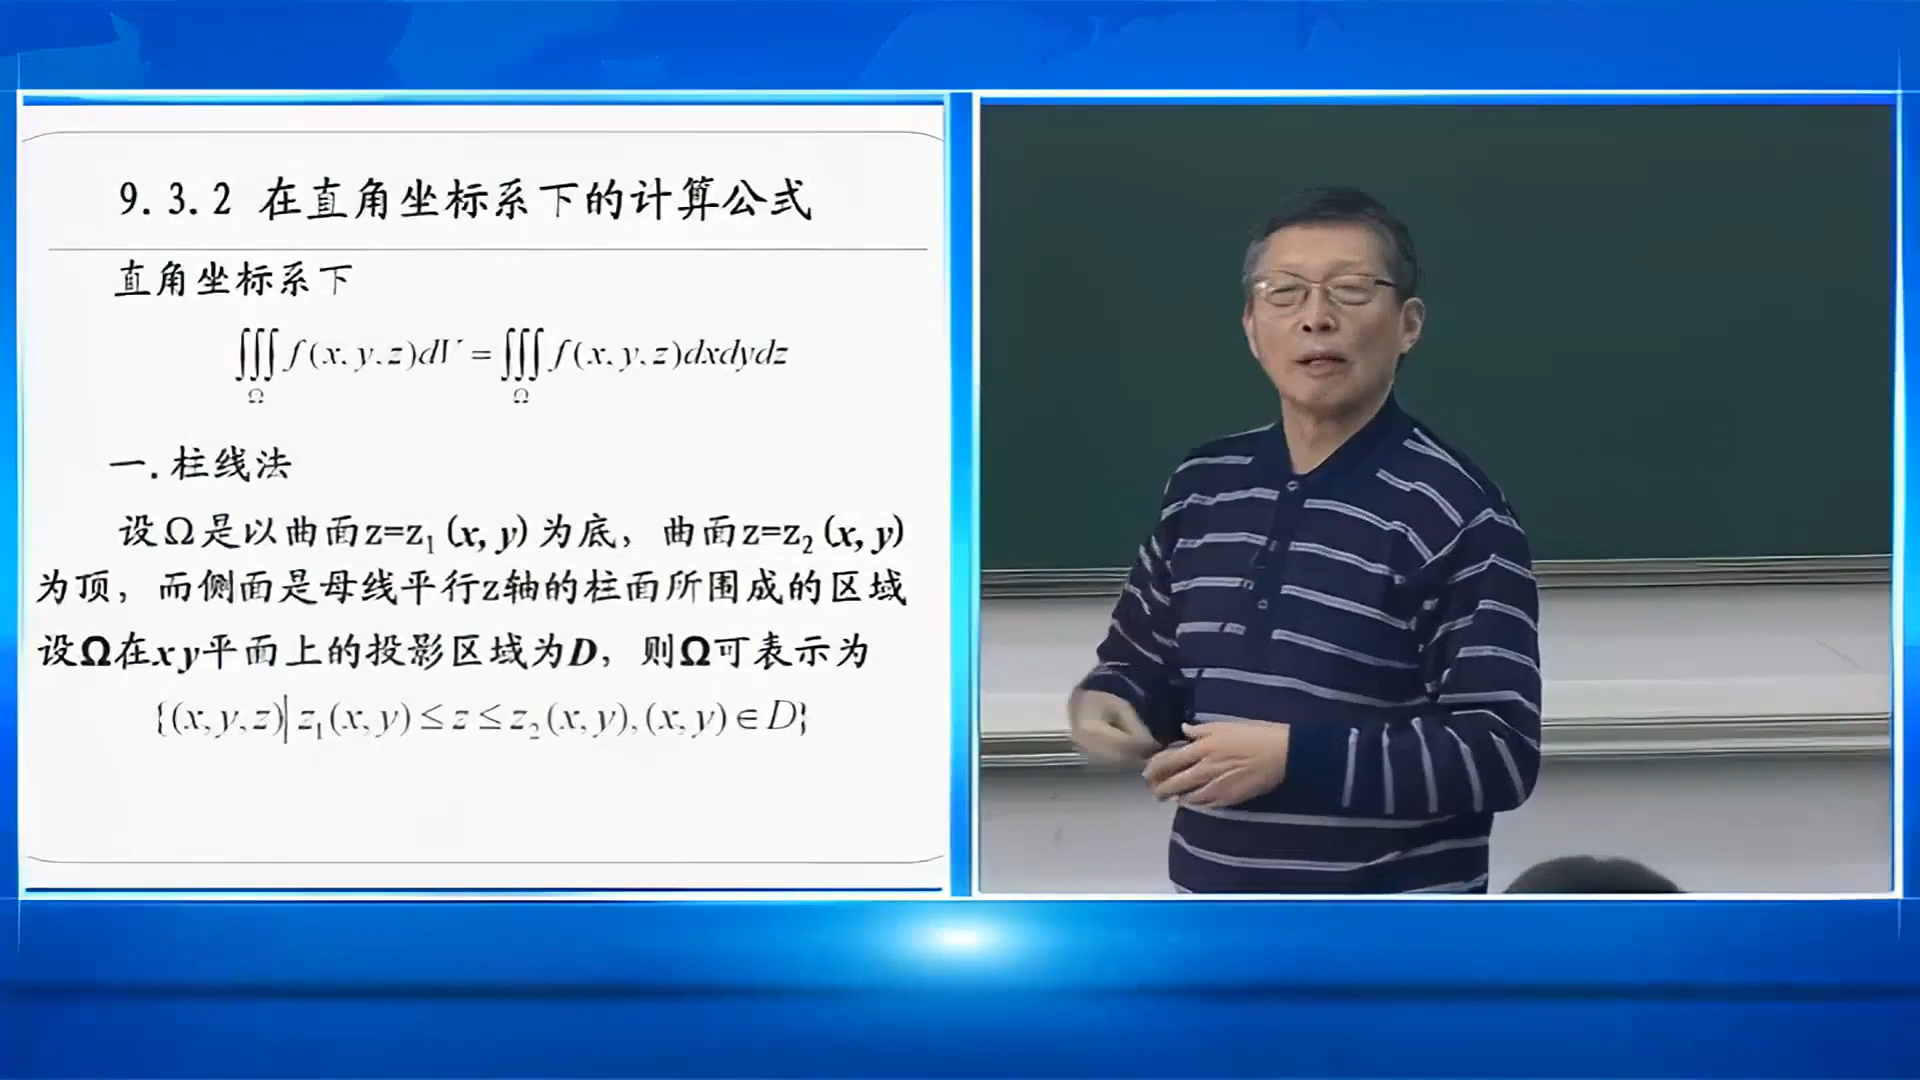 9.3.2 在直角坐标系下的计算公式
直角坐标系下
∭_Ω f(x,y,z)dV = ∭_Ω f(x,y,z)dxdydz
一.柱线法
设Ω是以曲面z=z₁(x,y)为底，曲面z=z₂(x,y)
为顶，而侧面是母线平行z轴的柱面所围成的区域
设Ω在xy平面上的投影区域为D，则Ω可表示为
{(x,y,z)| z₁(x,y)≤z≤z₂(x,y),(x,y)∈D}